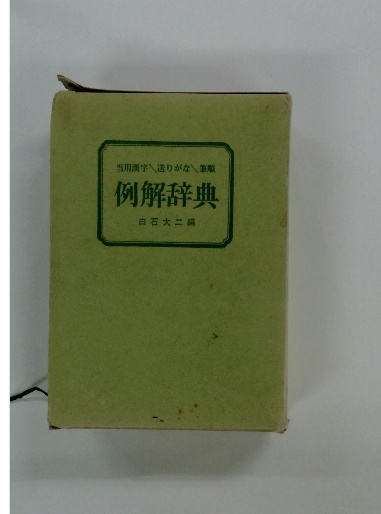 当用漢字＼送りがな＼筆順
例解辞典
白石大二編